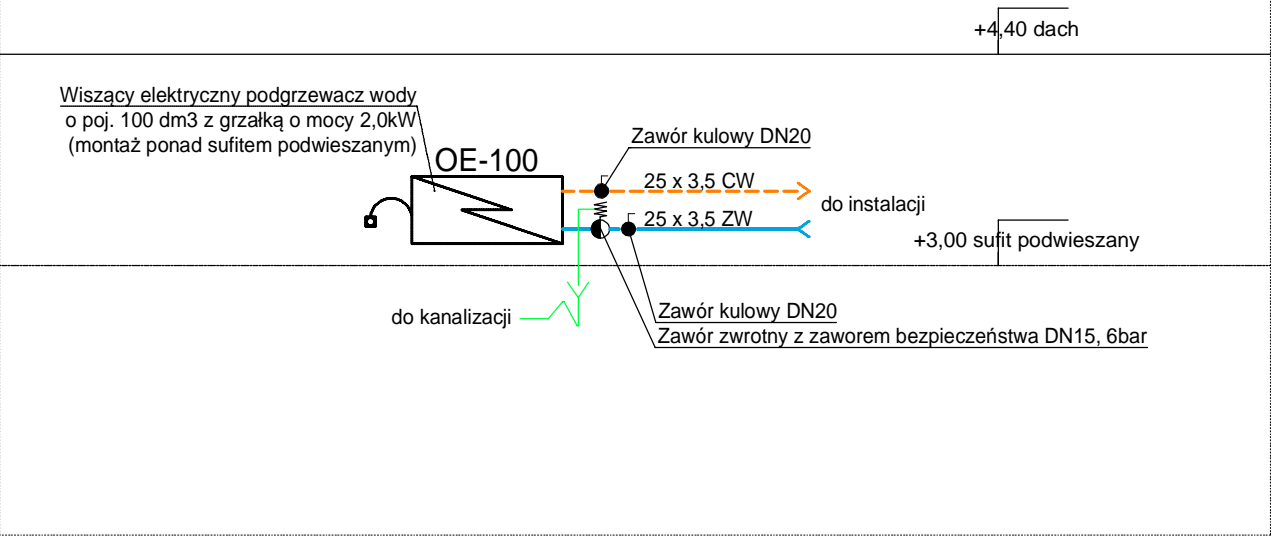 +4,40 dach
Wiszący elektryczny podgrzewacz wody
o poj. 100 dm3 z grzałką o mocy 2,0kW
(montaż ponad sufitem podwieszanym)
OE-100
Zawór kulowy DN20
25 x 3,5 CW
25 x 3,5 ZW
do instalacji
+3,00 sufit podwieszany
do kanalizacji
Zawór kulowy DN20
Zawór zwrotny z zaworem bezpieczeństwa DN15, 6bar